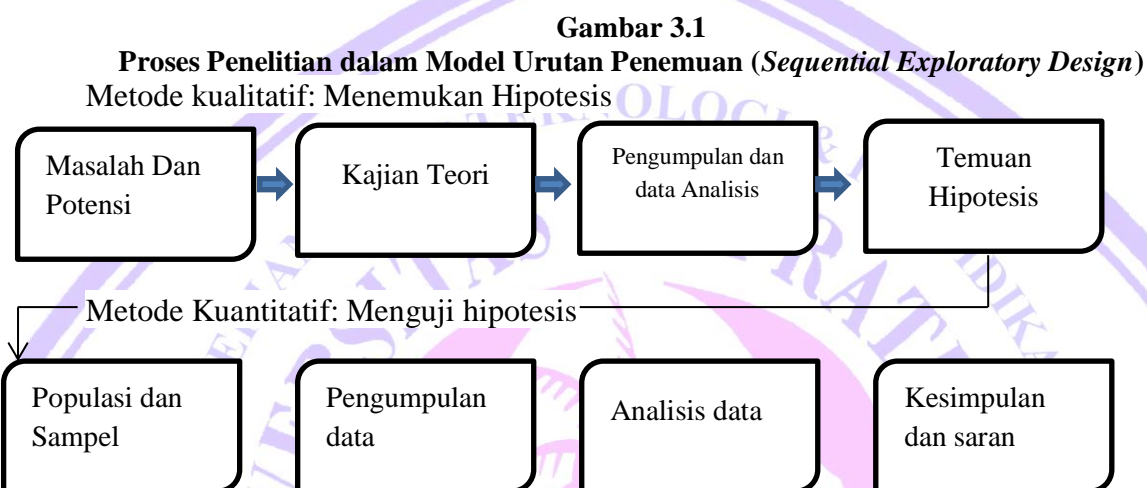 Gambar 3.1
Proses Penelitian dalam Model Urutan Penemuan (Sequential Exploratory Design)
Metode kualitatif: Menemukan Hipotesis
Masalah Dan
Potensi
Kajian Teori
Pengumpulan dan
data Analisis
Temuan
Hipotesis
Metode Kuantitatif: Menguji hipotesis
Populasi dan
Sampel
Pengumpulan
data
Analisis data
Kesimpulan
dan saran